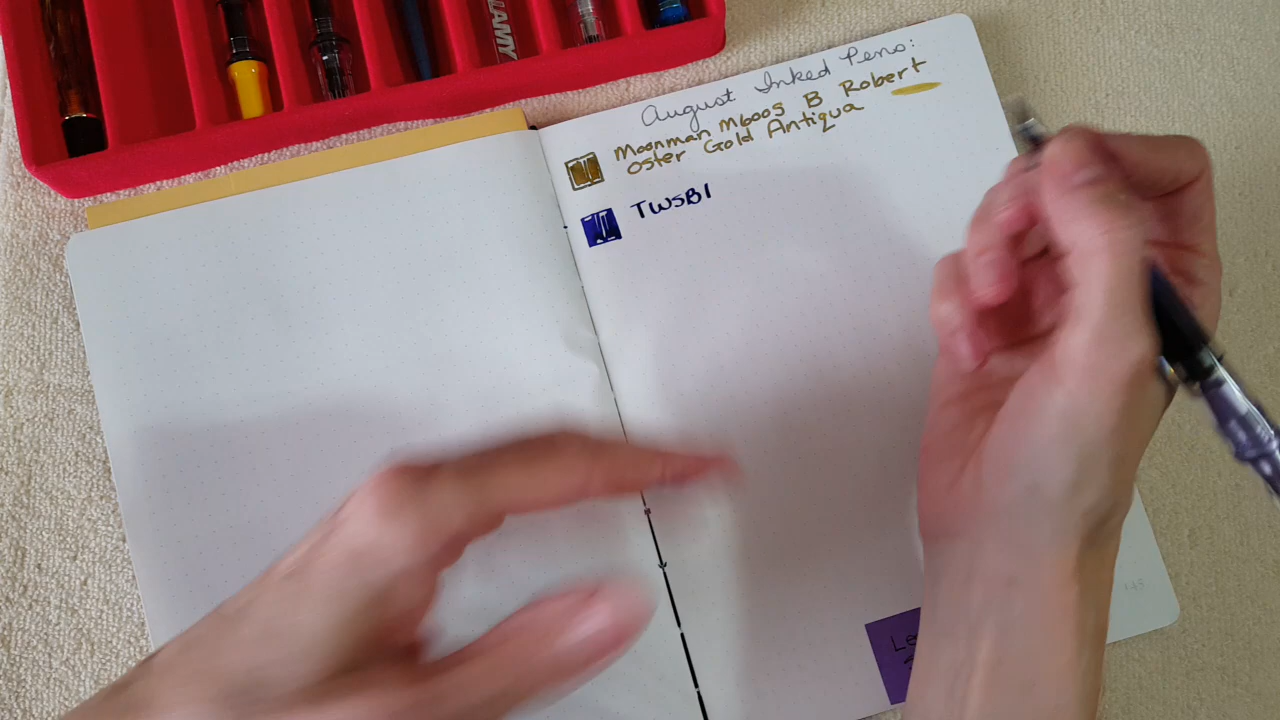 LAMY
August Inked Pens:
Moonman M600S B Robert
Oster Gold Antiqua
TWSBI